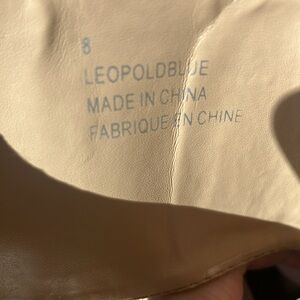 8
LEOPOLDBLUE
MADE IN CHINA
FABRIQUE EN CHINE